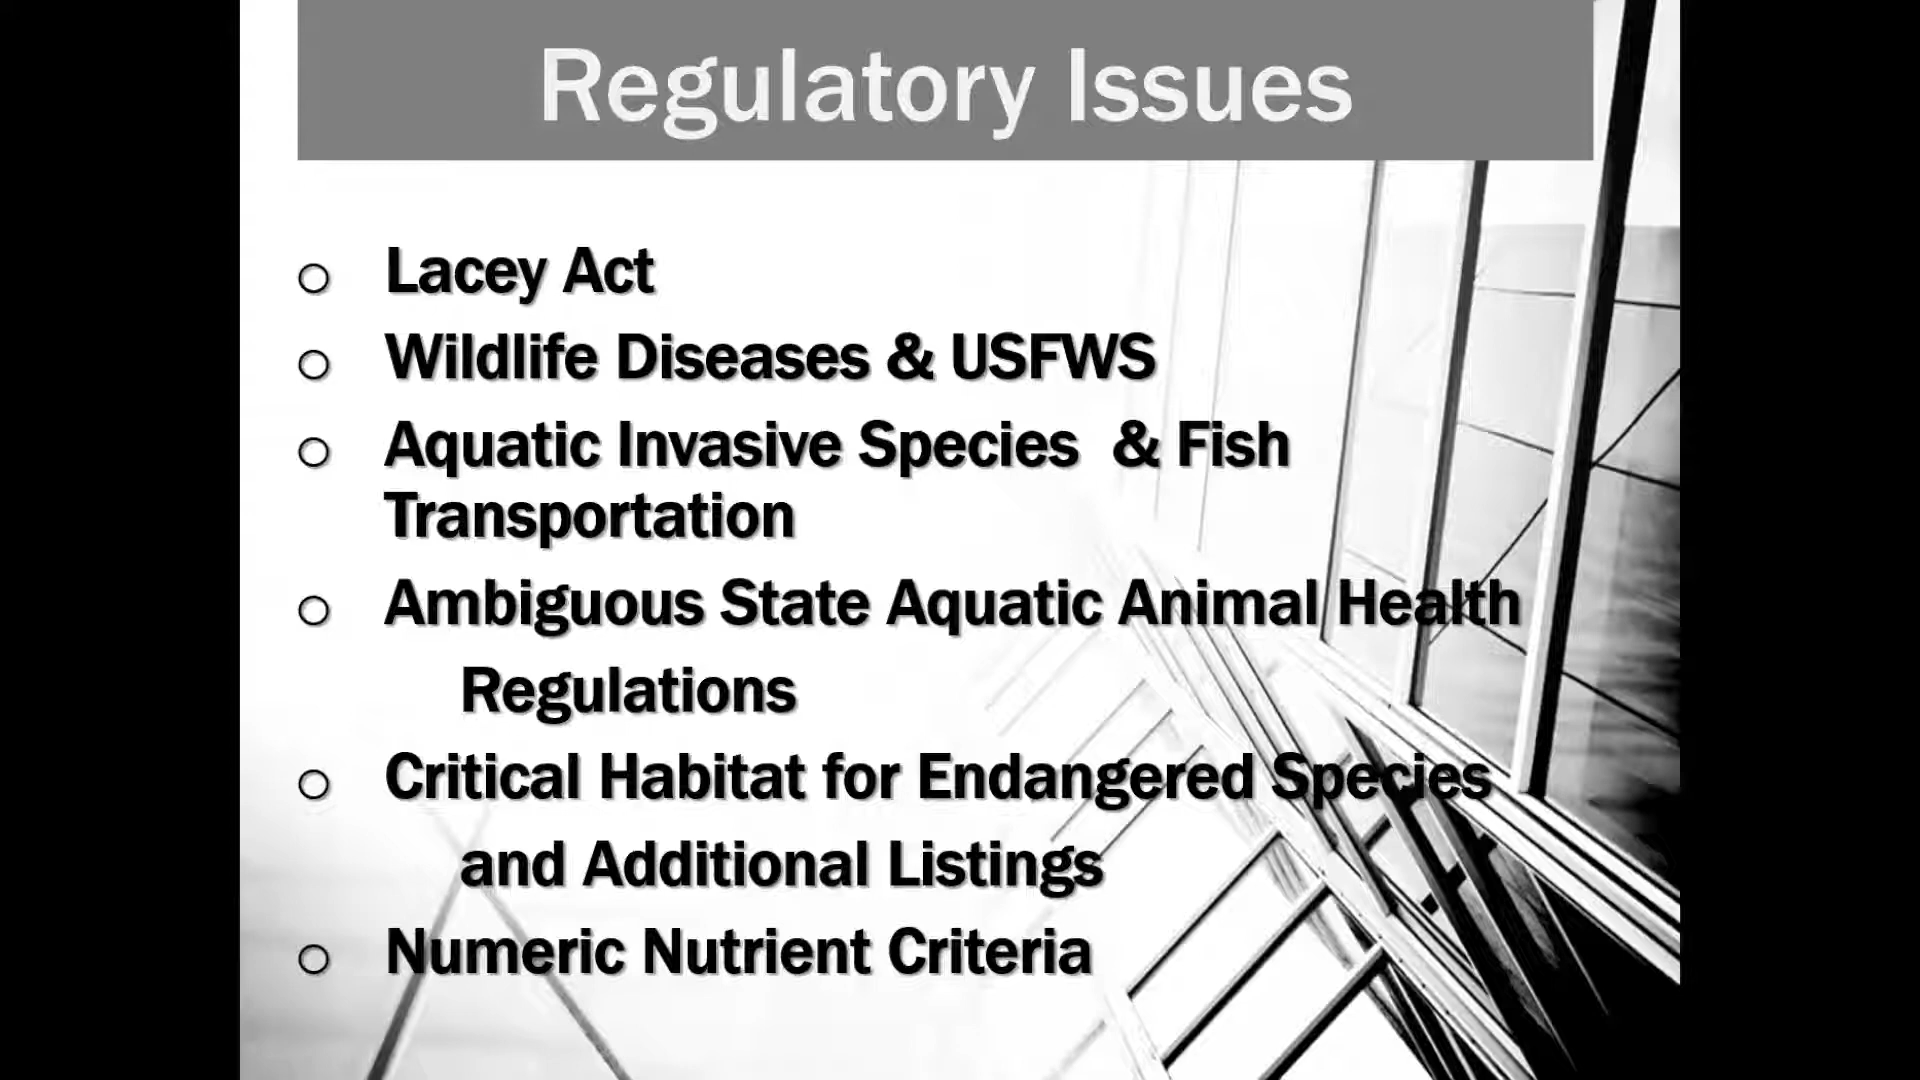 Regulatory Issues
○ Lacey Act
○ Wildlife Diseases & USFWS
○ Aquatic Invasive Species & Fish
Transportation
○ Ambiguous State Aquatic Animal Health
Regulations
○ Critical Habitat for Endangered Species
and Additional Listings
○ Numeric Nutrient Criteria